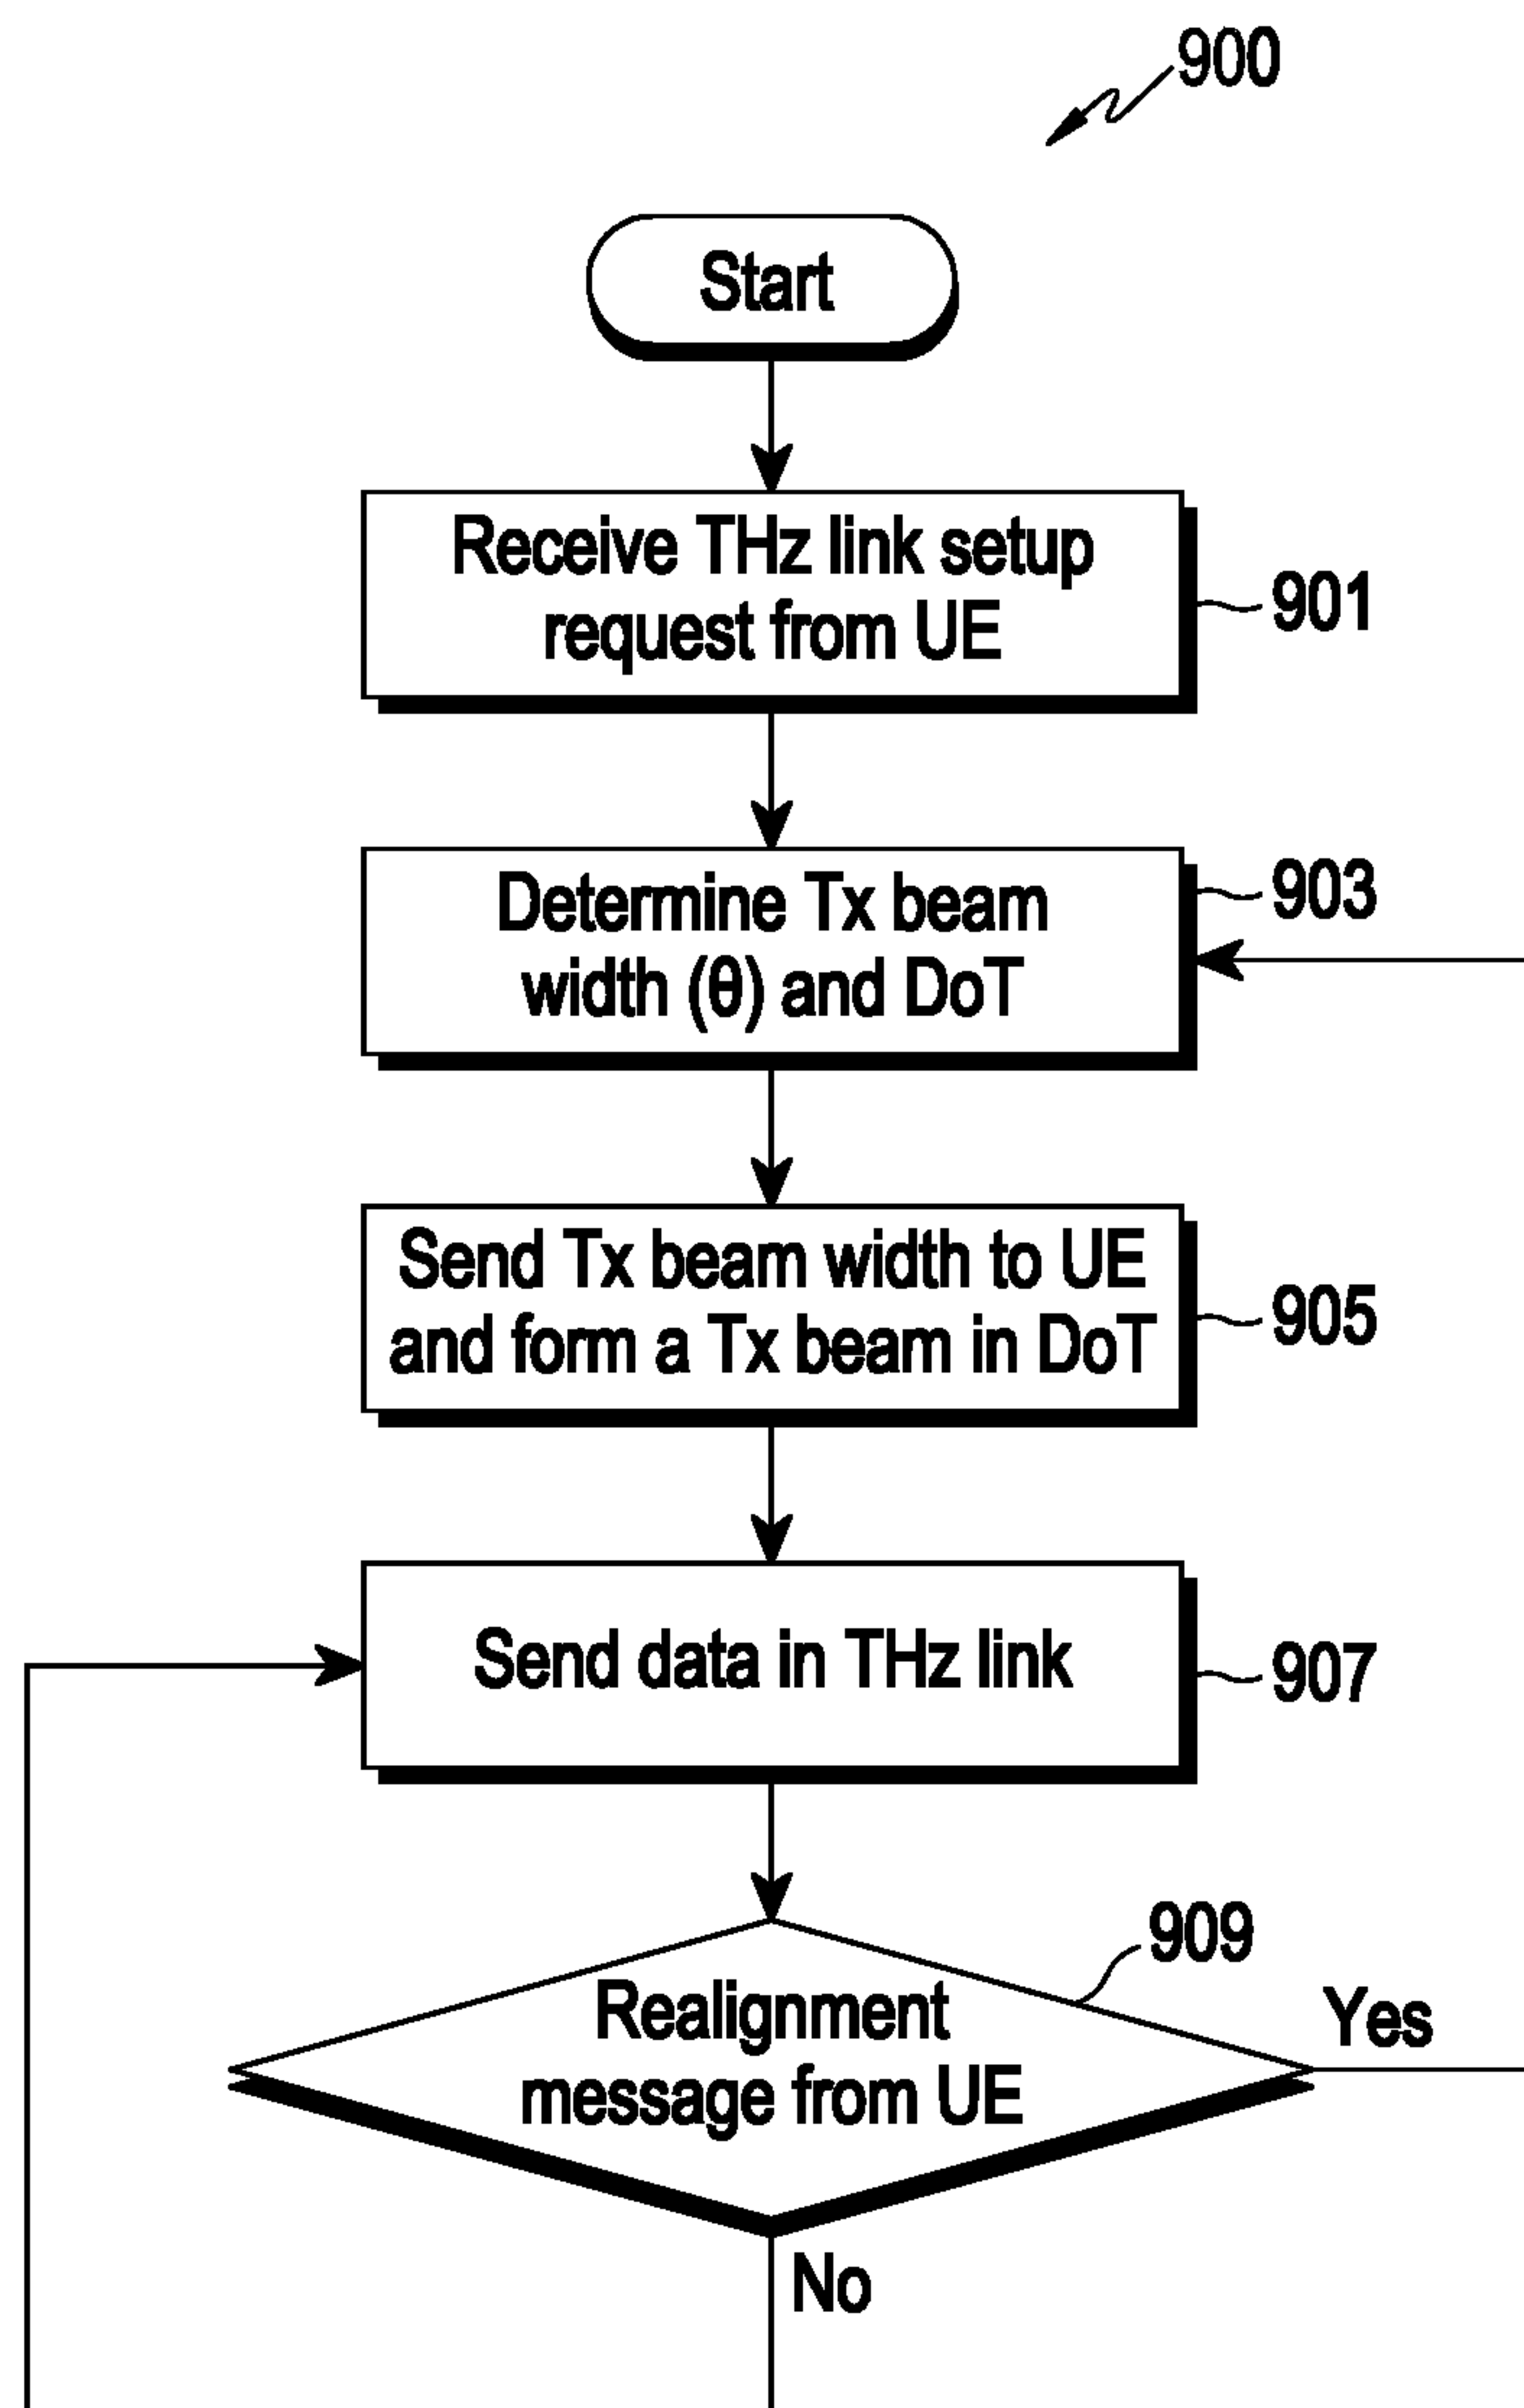 900
Start
Receive THz link setup
request from UE
901
Determine Tx beam
width (θ) and DoT
903
Send Tx beam width to UE
and form a Tx beam in DoT
905
Send data in THz link
907
909
Realignment
message from UE
Yes
No